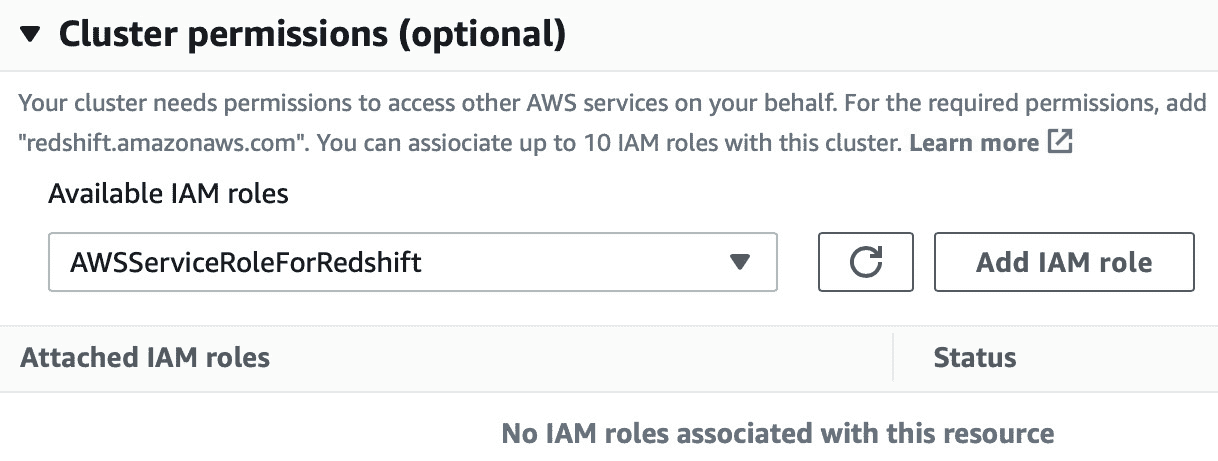 Cluster permissions (optional)
Your cluster needs permissions to access other AWS services on your behalf. For the required permissions, add
"redshift.amazonaws.com". You can assiociate up to 10 IAM roles with this cluster. Learn more
Available IAM roles
AWSServiceRoleForRedshift
Add IAM role
Attached IAM roles
Status
No IAM roles associated with this resource